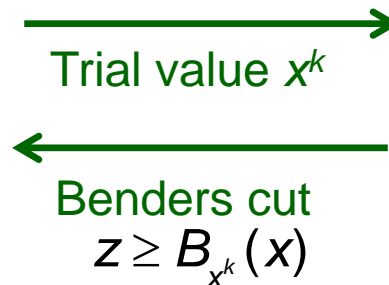 Trial value x^k
Benders cut
z ≥ B_{x^k}(x)